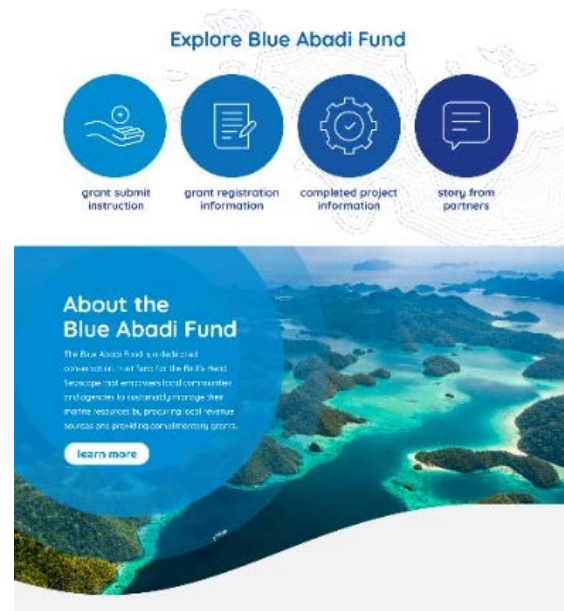 Explore Blue Abadi Fund
grant submit
instruction
grant registration
information
completed project
information
story from
partners
About the
Blue Abadi Fund
The Blue Abadi Fund is a dedicated
conservation trust fund for the Bird's Head
Seascape that empowers local communities
and agencies to sustainably manage their
marine resources by procuring local revenue
sources and providing complimentary grants.
learn more